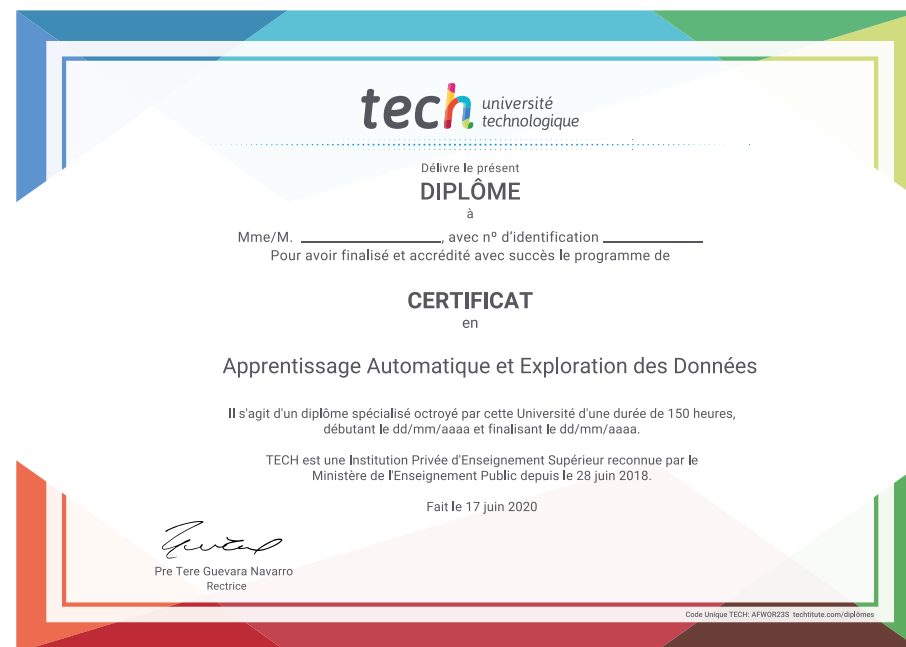 tech université
technologique
Délivre le présent
DIPLÔME
à
Mme/M. ____________________, avec nº d'identification ______________
Pour avoir finalisé et accrédité avec succès le programme de
CERTIFICAT
en
Apprentissage Automatique et Exploration des Données
Il s'agit d'un diplôme spécialisé octroyé par cette Université d'une durée de 150 heures,
débutant le dd/mm/aaaa et finalisant le dd/mm/aaaa.
TECH est une Institution Privée d'Enseignement Supérieur reconnue par le
Ministère de l'Enseignement Public depuis le 28 juin 2018.
Fait le 17 juin 2020
Pre Tere Guevara Navarro
Rectrice
Code Unique TECH: AFWOR23S techtitute.com/diplômes